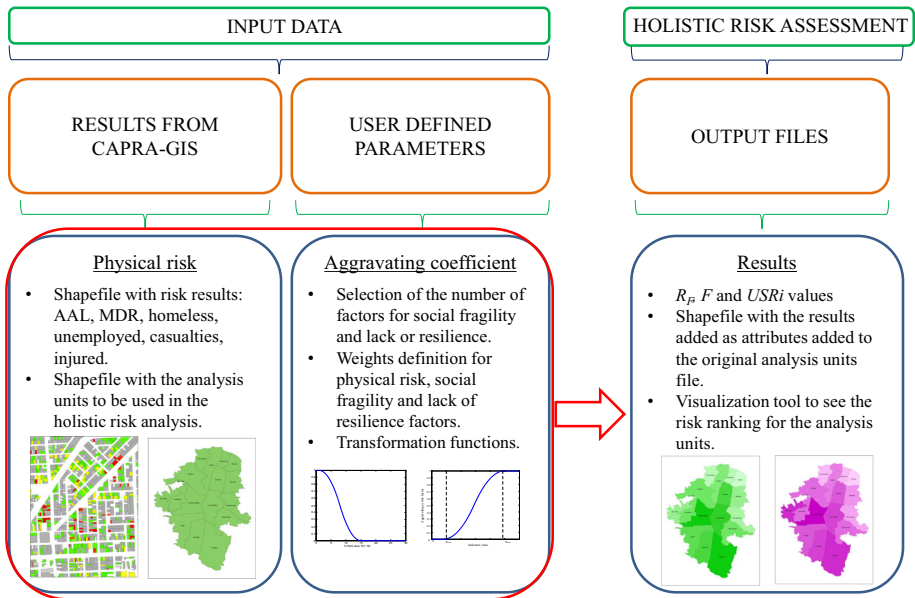 INPUT DATA
HOLISTIC RISK ASSESSMENT
RESULTS FROM
CAPRA-GIS
USER DEFINED
PARAMETERS
OUTPUT FILES
Physical risk
• Shapefile with risk results:
AAL, MDR, homeless,
unemployed, casualties,
injured.
• Shapefile with the analysis
units to be used in the
holistic risk analysis.
Aggravating coefficient
• Selection of the number of
factors for social fragility
and lack or resilience.
• Weights definition for
physical risk, social
fragility and lack of
resilience factors.
• Transformation functions.
Results
• RF, F and USRi values
• Shapefile with the results
added as attributes added to
the original analysis units
file.
• Visualization tool to see the
risk ranking for the analysis
units.